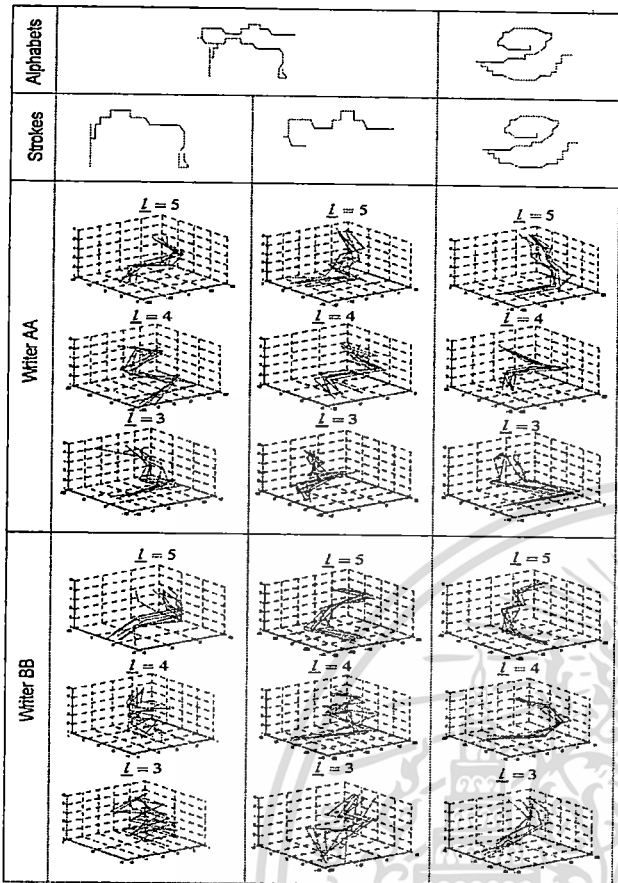 Alphabets
Strokes
Writer AA
l = 5
l = 5
l = 5
l = 4
l = 4
l = 4
l = 3
l = 3
l = 3
Writer BB
l = 5
l = 5
l = 5
l = 4
l = 4
l = 4
l = 3
l = 3
l = 3